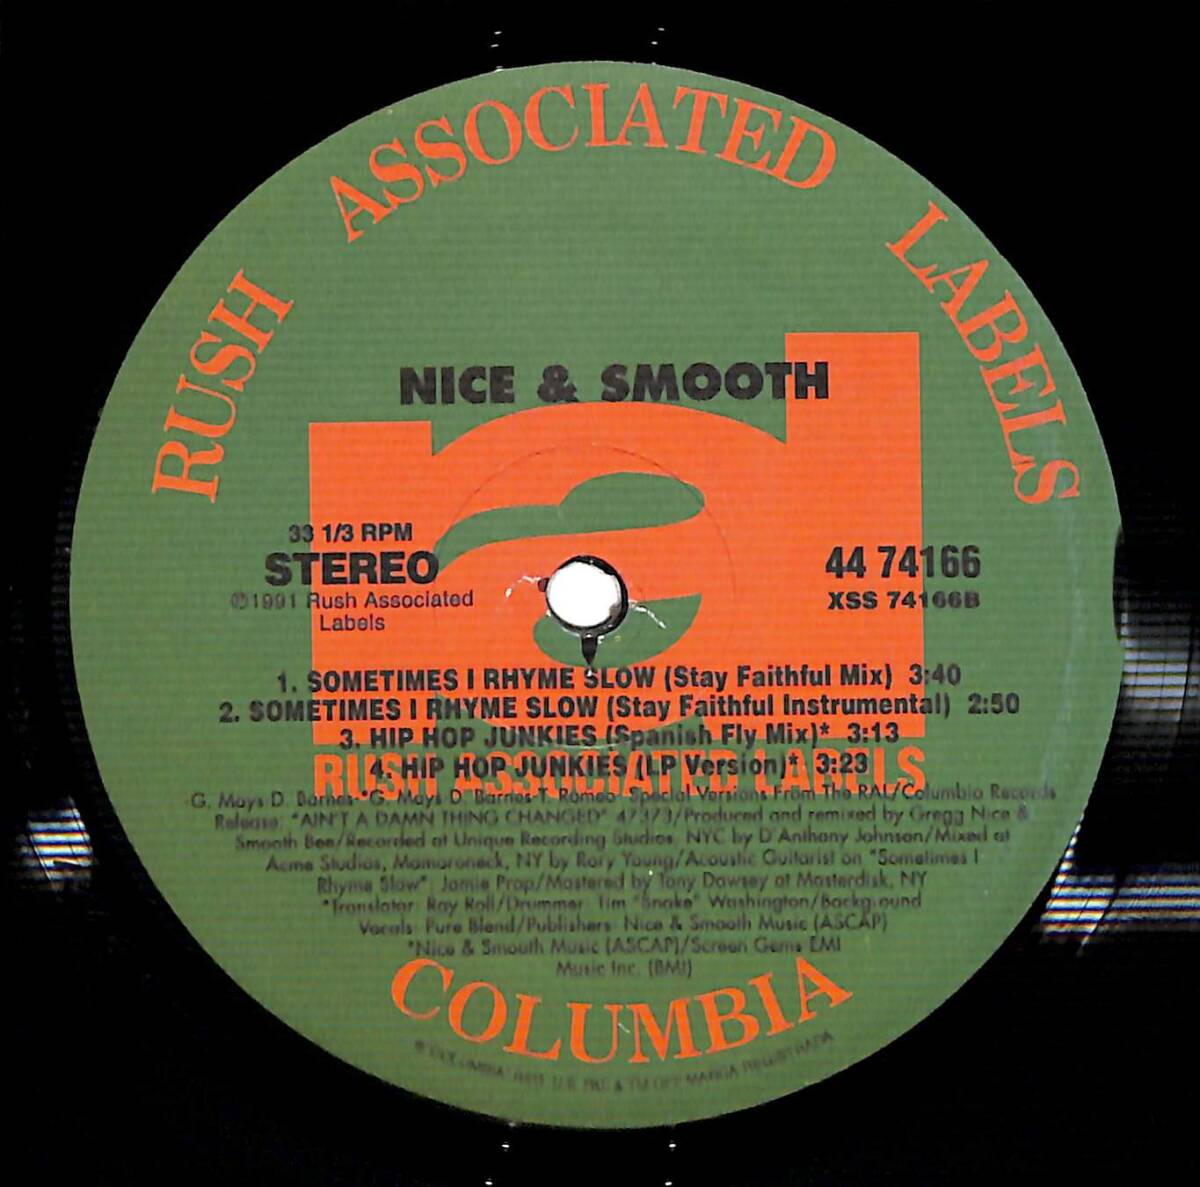 RUSH ASSOCIATED LABELS
NICE & SMOOTH
33 1/3 RPM
STEREO
℗1991 Rush Associated
Labels
44 74166
XSS 74166B
1. SOMETIMES I RHYME SLOW (Stay Faithful Mix) 3:40
2. SOMETIMES I RHYME SLOW (Stay Faithful Instrumental) 2:50
3. HIP HOP JUNKIES (Spanish Fly Mix)* 3:13
4. HIP HOP JUNKIES (LP Version)* 3:23
RUSH ASSOCIATED LABELS
G. Mays D. Barnes *G. Mays D. Barnes T. Romeo Special Versions From The RAL/Columbia Records
Release: "AIN'T A DAMN THING CHANGED" 47373/Produced and remixed by Gregg Nice &
Smooth Bee/Recorded at Unique Recording Studios, NYC by D'Anthony Johnson/Mixed at
Acme Studios, Mamaroneck, NY by Rory Young/Acoustic Guitarist on "Sometimes I
Rhyme Slow": Jamie Prop/Mastered by Tony Dawsey at Masterdisk, NY
*Translator: Ray Roll/Drummer: Tim "Snake" Washington/Background
Vocals: Pure Blend/Publishers: Nice & Smooth Music (ASCAP)
*Nice & Smooth Music (ASCAP)/Screen Gems EMI
Music Inc. (BMI)
COLUMBIA
"COLUMBIA" REG. U.S. PAT. & TM OFF. MARCA REGISTRADA